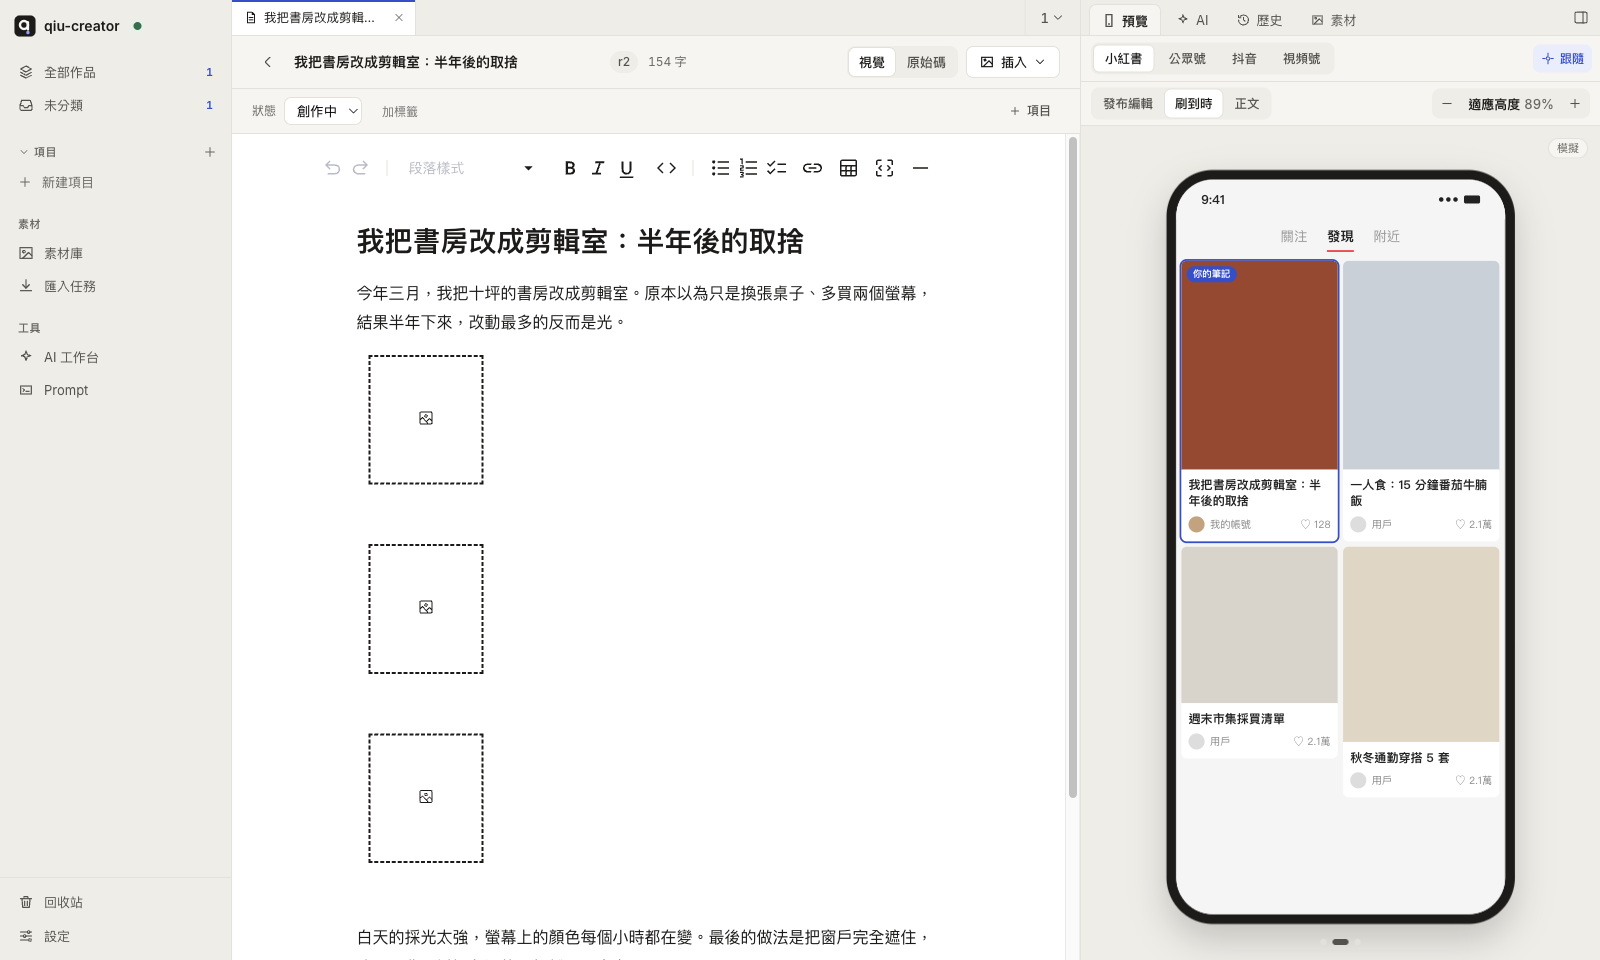 qiu-creator
全部作品 1
未分類 1
項目
新建項目
素材
素材庫
匯入任務
工具
AI 工作台
Prompt
回收站
設定
我把書房改成剪輯...
1
我把書房改成剪輯室：半年後的取捨
r2 154 字
視覺 原始碼
插入
狀態 創作中 加標籤
項目
段落樣式
我把書房改成剪輯室：半年後的取捨
今年三月，我把十坪的書房改成剪輯室。原本以為只是換張桌子、多買兩個螢幕，
結果半年下來，改動最多的反而是光。
白天的採光太強，螢幕上的顏色每個小時都在變。最後的做法是把窗戶完全遮住，
預覽 AI 歷史 素材
小紅書 公眾號 抖音 視頻號
跟隨
發布編輯 刷到時 正文
適應高度 89%
模擬
9:41
關注 發現 附近
你的筆記
我把書房改成剪輯室：半
年後的取捨
我的帳號 ♡ 128
一人食：15 分鐘番茄牛腩
飯
用戶 ♡ 2.1萬
週末市集採買清單
用戶 ♡ 2.1萬
秋冬通勤穿搭 5 套
用戶 ♡ 2.1萬